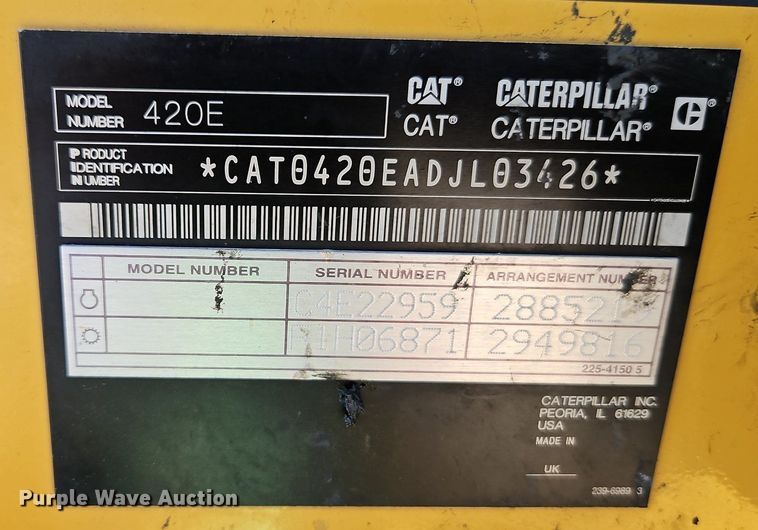 MODEL NUMBER 420E
CAT® CATERPILLAR®
CAT® CATERPILLAR®
PRODUCT IDENTIFICATION NUMBER *CAT0420EADJL03426*
MODEL NUMBER SERIAL NUMBER ARRANGEMENT NUMBER
C4E22959
H1H06871 2949816
225-4150 5
CATERPILLAR INC.
PEORIA, IL 61629
USA
MADE IN
UK
239-6989 3
Purple Wave Auction